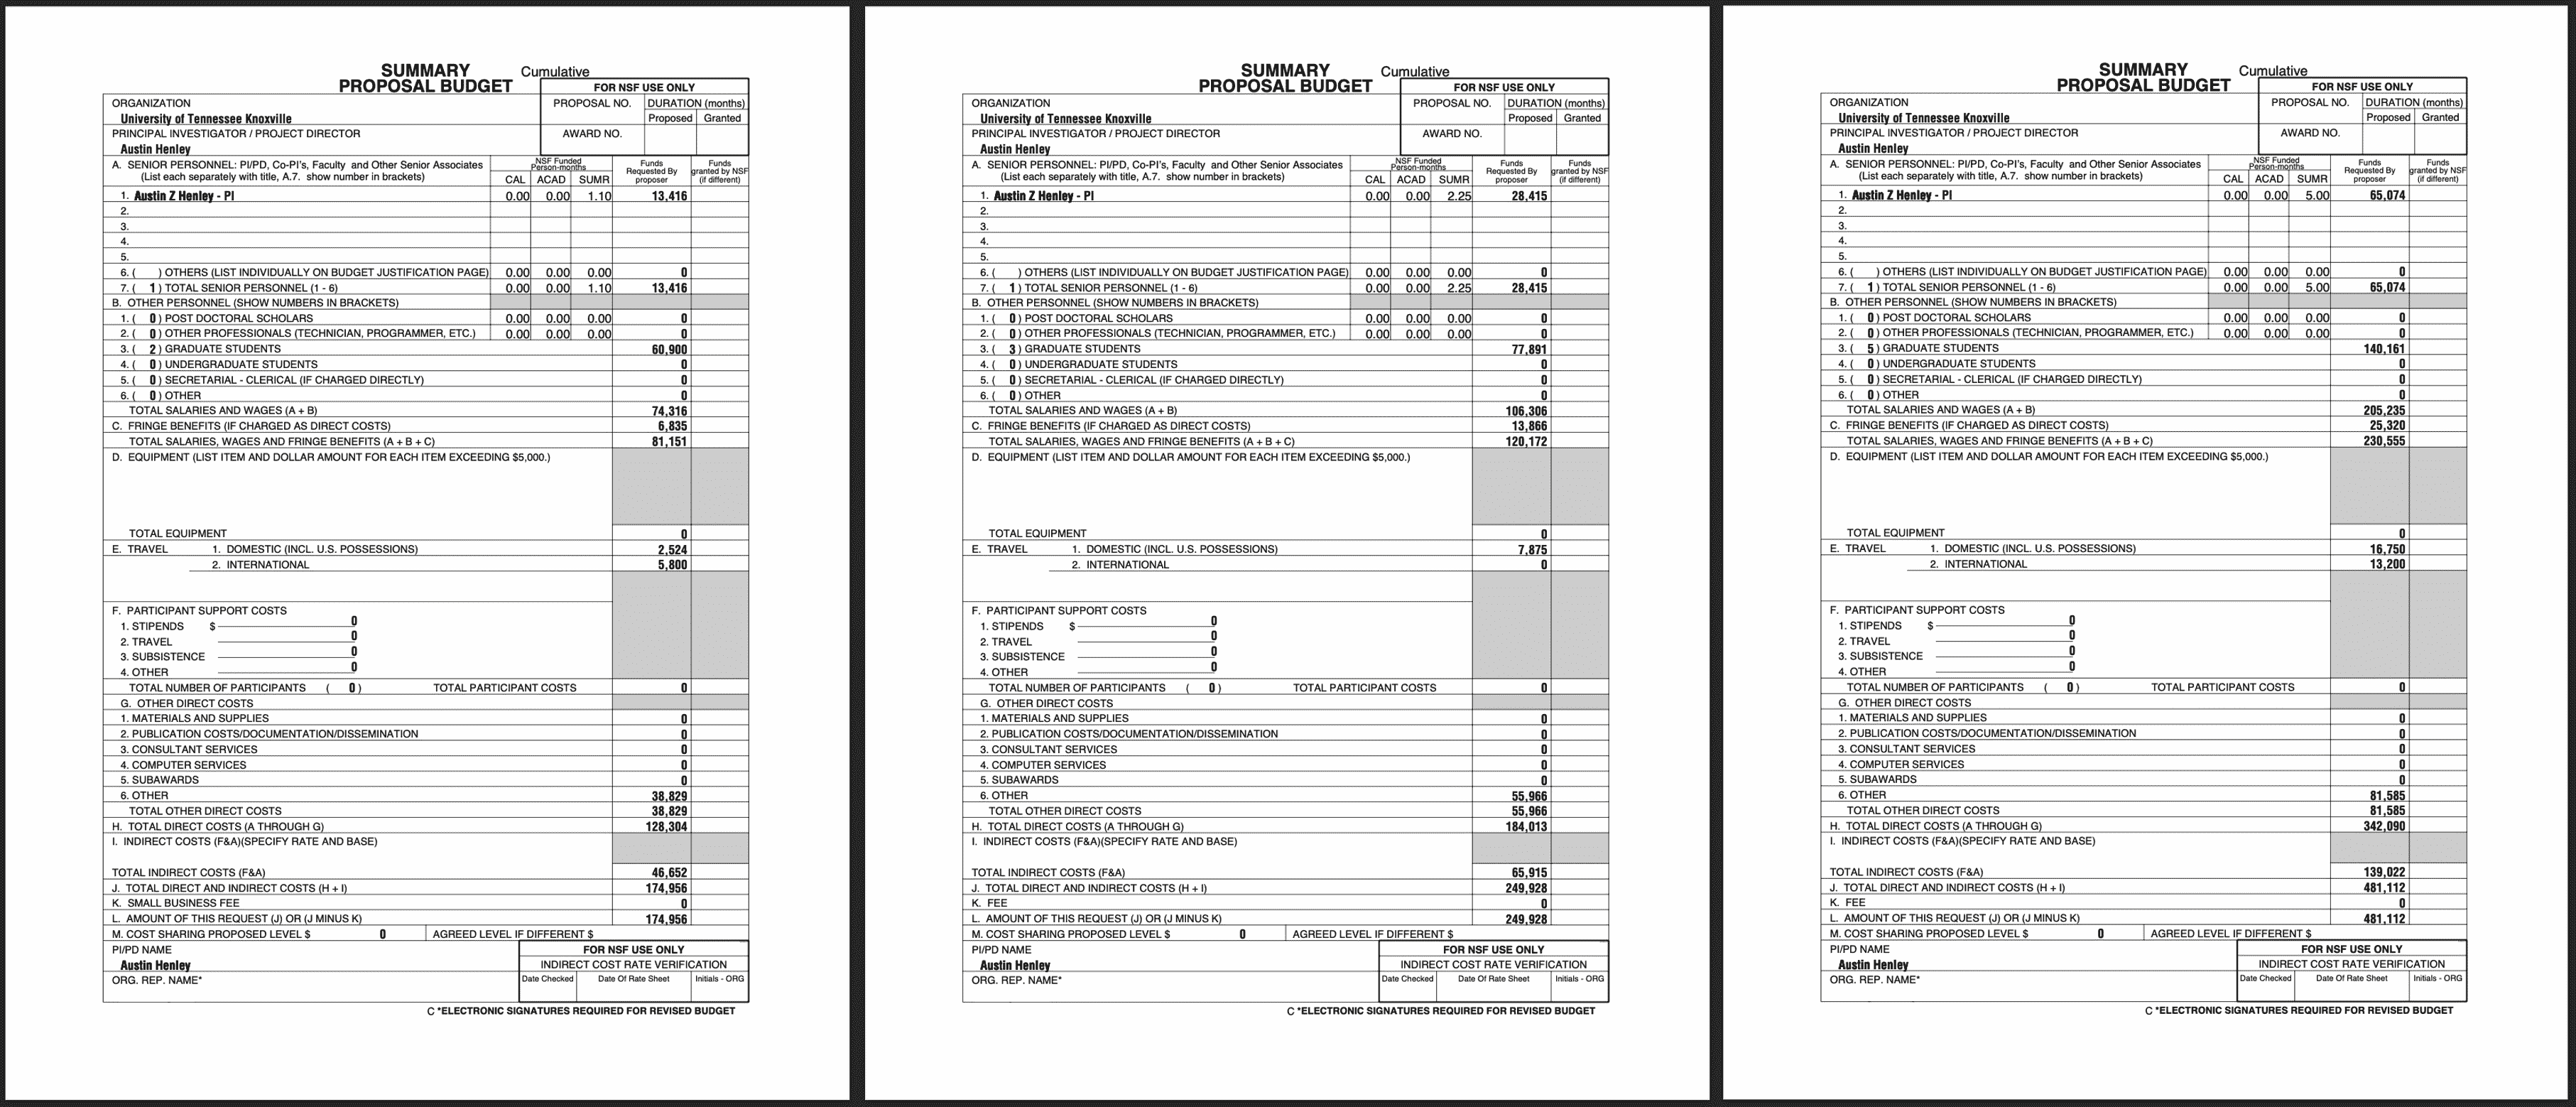 SUMMARY Cumulative
PROPOSAL BUDGET FOR NSF USE ONLY
ORGANIZATION PROPOSAL NO. DURATION (months)
University of Tennessee Knoxville Proposed Granted
PRINCIPAL INVESTIGATOR / PROJECT DIRECTOR AWARD NO.
Austin Henley
A. SENIOR PERSONNEL: PI/PD, Co-PI's, Faculty and Other Senior Associates NSF Funded Person-months Funds Requested By proposer Funds granted by NSF (if different)
(List each separately with title, A.7. show number in brackets) CAL ACAD SUMR
1. Austin Z Henley - PI 0.00 0.00 1.10 13,416
2.
3.
4.
5.
6. ( ) OTHERS (LIST INDIVIDUALLY ON BUDGET JUSTIFICATION PAGE) 0.00 0.00 0.00 0
7. ( 1 ) TOTAL SENIOR PERSONNEL (1 - 6) 0.00 0.00 1.10 13,416
B. OTHER PERSONNEL (SHOW NUMBERS IN BRACKETS)
1. ( 0 ) POST DOCTORAL SCHOLARS 0.00 0.00 0.00 0
2. ( 0 ) OTHER PROFESSIONALS (TECHNICIAN, PROGRAMMER, ETC.) 0.00 0.00 0.00 0
3. ( 2 ) GRADUATE STUDENTS 60,900
4. ( 0 ) UNDERGRADUATE STUDENTS 0
5. ( 0 ) SECRETARIAL - CLERICAL (IF CHARGED DIRECTLY) 0
6. ( 0 ) OTHER 0
TOTAL SALARIES AND WAGES (A + B) 74,316
C. FRINGE BENEFITS (IF CHARGED AS DIRECT COSTS) 6,835
TOTAL SALARIES, WAGES AND FRINGE BENEFITS (A + B + C) 81,151
D. EQUIPMENT (LIST ITEM AND DOLLAR AMOUNT FOR EACH ITEM EXCEEDING $5,000.)
TOTAL EQUIPMENT 0
E. TRAVEL 1. DOMESTIC (INCL. U.S. POSSESSIONS) 2,524
2. INTERNATIONAL 5,800
F. PARTICIPANT SUPPORT COSTS
1. STIPENDS $ 0
2. TRAVEL 0
3. SUBSISTENCE 0
4. OTHER 0
TOTAL NUMBER OF PARTICIPANTS ( 0 ) TOTAL PARTICIPANT COSTS 0
G. OTHER DIRECT COSTS
1. MATERIALS AND SUPPLIES 0
2. PUBLICATION COSTS/DOCUMENTATION/DISSEMINATION 0
3. CONSULTANT SERVICES 0
4. COMPUTER SERVICES 0
5. SUBAWARDS 0
6. OTHER 38,829
TOTAL OTHER DIRECT COSTS 38,829
H. TOTAL DIRECT COSTS (A THROUGH G) 128,304
I. INDIRECT COSTS (F&A)(SPECIFY RATE AND BASE)
TOTAL INDIRECT COSTS (F&A) 46,652
J. TOTAL DIRECT AND INDIRECT COSTS (H + I) 174,956
K. SMALL BUSINESS FEE 0
L. AMOUNT OF THIS REQUEST (J) OR (J MINUS K) 174,956
M. COST SHARING PROPOSED LEVEL $ 0 AGREED LEVEL IF DIFFERENT $
PI/PD NAME FOR NSF USE ONLY
Austin Henley INDIRECT COST RATE VERIFICATION
ORG. REP. NAME* Date Checked Date Of Rate Sheet Initials - ORG
C *ELECTRONIC SIGNATURES REQUIRED FOR REVISED BUDGET
SUMMARY Cumulative
PROPOSAL BUDGET FOR NSF USE ONLY
ORGANIZATION PROPOSAL NO. DURATION (months)
University of Tennessee Knoxville Proposed Granted
PRINCIPAL INVESTIGATOR / PROJECT DIRECTOR AWARD NO.
Austin Henley
A. SENIOR PERSONNEL: PI/PD, Co-PI's, Faculty and Other Senior Associates NSF Funded Person-months Funds Requested By proposer Funds granted by NSF (if different)
(List each separately with title, A.7. show number in brackets) CAL ACAD SUMR
1. Austin Z Henley - PI 0.00 0.00 2.25 28,415
2.
3.
4.
5.
6. ( ) OTHERS (LIST INDIVIDUALLY ON BUDGET JUSTIFICATION PAGE) 0.00 0.00 0.00 0
7. ( 1 ) TOTAL SENIOR PERSONNEL (1 - 6) 0.00 0.00 2.25 28,415
B. OTHER PERSONNEL (SHOW NUMBERS IN BRACKETS)
1. ( 0 ) POST DOCTORAL SCHOLARS 0.00 0.00 0.00 0
2. ( 0 ) OTHER PROFESSIONALS (TECHNICIAN, PROGRAMMER, ETC.) 0.00 0.00 0.00 0
3. ( 3 ) GRADUATE STUDENTS 77,891
4. ( 0 ) UNDERGRADUATE STUDENTS 0
5. ( 0 ) SECRETARIAL - CLERICAL (IF CHARGED DIRECTLY) 0
6. ( 0 ) OTHER 0
TOTAL SALARIES AND WAGES (A + B) 106,306
C. FRINGE BENEFITS (IF CHARGED AS DIRECT COSTS) 13,866
TOTAL SALARIES, WAGES AND FRINGE BENEFITS (A + B + C) 120,172
D. EQUIPMENT (LIST ITEM AND DOLLAR AMOUNT FOR EACH ITEM EXCEEDING $5,000.)
TOTAL EQUIPMENT 0
E. TRAVEL 1. DOMESTIC (INCL. U.S. POSSESSIONS) 7,875
2. INTERNATIONAL 0
F. PARTICIPANT SUPPORT COSTS
1. STIPENDS $ 0
2. TRAVEL 0
3. SUBSISTENCE 0
4. OTHER 0
TOTAL NUMBER OF PARTICIPANTS ( 0 ) TOTAL PARTICIPANT COSTS 0
G. OTHER DIRECT COSTS
1. MATERIALS AND SUPPLIES 0
2. PUBLICATION COSTS/DOCUMENTATION/DISSEMINATION 0
3. CONSULTANT SERVICES 0
4. COMPUTER SERVICES 0
5. SUBAWARDS 0
6. OTHER 55,966
TOTAL OTHER DIRECT COSTS 55,966
H. TOTAL DIRECT COSTS (A THROUGH G) 184,013
I. INDIRECT COSTS (F&A)(SPECIFY RATE AND BASE)
TOTAL INDIRECT COSTS (F&A) 65,915
J. TOTAL DIRECT AND INDIRECT COSTS (H + I) 249,928
K. FEE 0
L. AMOUNT OF THIS REQUEST (J) OR (J MINUS K) 249,928
M. COST SHARING PROPOSED LEVEL $ 0 AGREED LEVEL IF DIFFERENT $
PI/PD NAME FOR NSF USE ONLY
Austin Henley INDIRECT COST RATE VERIFICATION
ORG. REP. NAME* Date Checked Date Of Rate Sheet Initials - ORG
C *ELECTRONIC SIGNATURES REQUIRED FOR REVISED BUDGET
SUMMARY Cumulative
PROPOSAL BUDGET FOR NSF USE ONLY
ORGANIZATION PROPOSAL NO. DURATION (months)
University of Tennessee Knoxville Proposed Granted
PRINCIPAL INVESTIGATOR / PROJECT DIRECTOR AWARD NO.
Austin Henley
A. SENIOR PERSONNEL: PI/PD, Co-PI's, Faculty and Other Senior Associates NSF Funded Person-months Funds Requested By proposer Funds granted by NSF (if different)
(List each separately with title, A.7. show number in brackets) CAL ACAD SUMR
1. Austin Z Henley - PI 0.00 0.00 5.00 65,074
2.
3.
4.
5.
6. ( ) OTHERS (LIST INDIVIDUALLY ON BUDGET JUSTIFICATION PAGE) 0.00 0.00 0.00 0
7. ( 1 ) TOTAL SENIOR PERSONNEL (1 - 6) 0.00 0.00 5.00 65,074
B. OTHER PERSONNEL (SHOW NUMBERS IN BRACKETS)
1. ( 0 ) POST DOCTORAL SCHOLARS 0.00 0.00 0.00 0
2. ( 0 ) OTHER PROFESSIONALS (TECHNICIAN, PROGRAMMER, ETC.) 0.00 0.00 0.00 0
3. ( 5 ) GRADUATE STUDENTS 140,161
4. ( 0 ) UNDERGRADUATE STUDENTS 0
5. ( 0 ) SECRETARIAL - CLERICAL (IF CHARGED DIRECTLY) 0
6. ( 0 ) OTHER 0
TOTAL SALARIES AND WAGES (A + B) 205,235
C. FRINGE BENEFITS (IF CHARGED AS DIRECT COSTS) 25,320
TOTAL SALARIES, WAGES AND FRINGE BENEFITS (A + B + C) 230,555
D. EQUIPMENT (LIST ITEM AND DOLLAR AMOUNT FOR EACH ITEM EXCEEDING $5,000.)
TOTAL EQUIPMENT 0
E. TRAVEL 1. DOMESTIC (INCL. U.S. POSSESSIONS) 16,750
2. INTERNATIONAL 13,200
F. PARTICIPANT SUPPORT COSTS
1. STIPENDS $ 0
2. TRAVEL 0
3. SUBSISTENCE 0
4. OTHER 0
TOTAL NUMBER OF PARTICIPANTS ( 0 ) TOTAL PARTICIPANT COSTS 0
G. OTHER DIRECT COSTS
1. MATERIALS AND SUPPLIES 0
2. PUBLICATION COSTS/DOCUMENTATION/DISSEMINATION 0
3. CONSULTANT SERVICES 0
4. COMPUTER SERVICES 0
5. SUBAWARDS 0
6. OTHER 81,585
TOTAL OTHER DIRECT COSTS 81,585
H. TOTAL DIRECT COSTS (A THROUGH G) 342,090
I. INDIRECT COSTS (F&A)(SPECIFY RATE AND BASE)
TOTAL INDIRECT COSTS (F&A) 139,022
J. TOTAL DIRECT AND INDIRECT COSTS (H + I) 481,112
K. FEE 0
L. AMOUNT OF THIS REQUEST (J) OR (J MINUS K) 481,112
M. COST SHARING PROPOSED LEVEL $ 0 AGREED LEVEL IF DIFFERENT $
PI/PD NAME FOR NSF USE ONLY
Austin Henley INDIRECT COST RATE VERIFICATION
ORG. REP. NAME* Date Checked Date Of Rate Sheet Initials - ORG
C *ELECTRONIC SIGNATURES REQUIRED FOR REVISED BUDGET